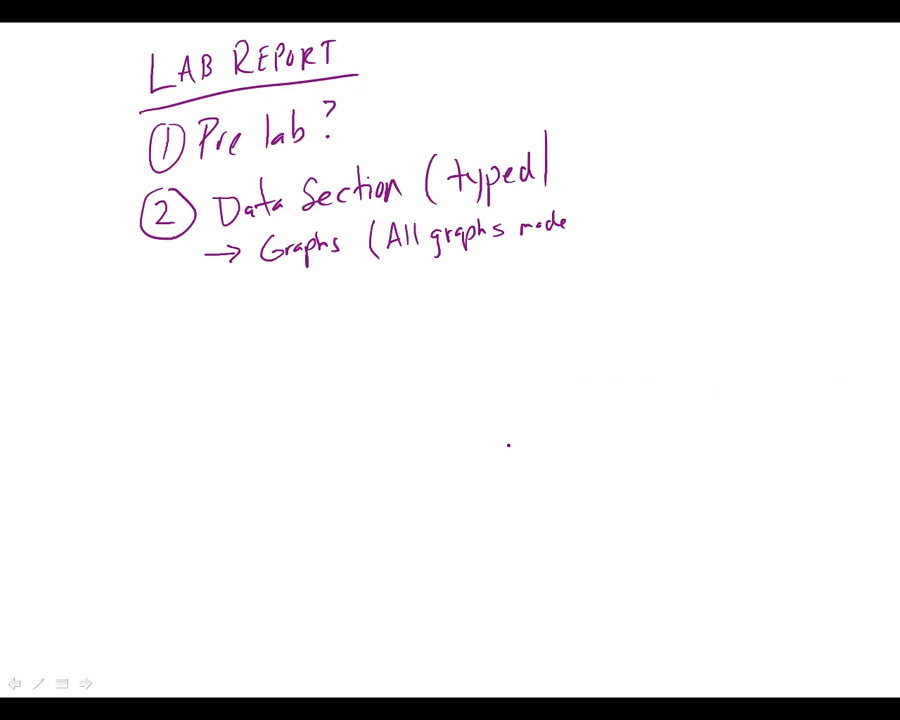 LAB REPORT
① Pre lab?
② Data Section (typed)
→ Graphs (All graphs made